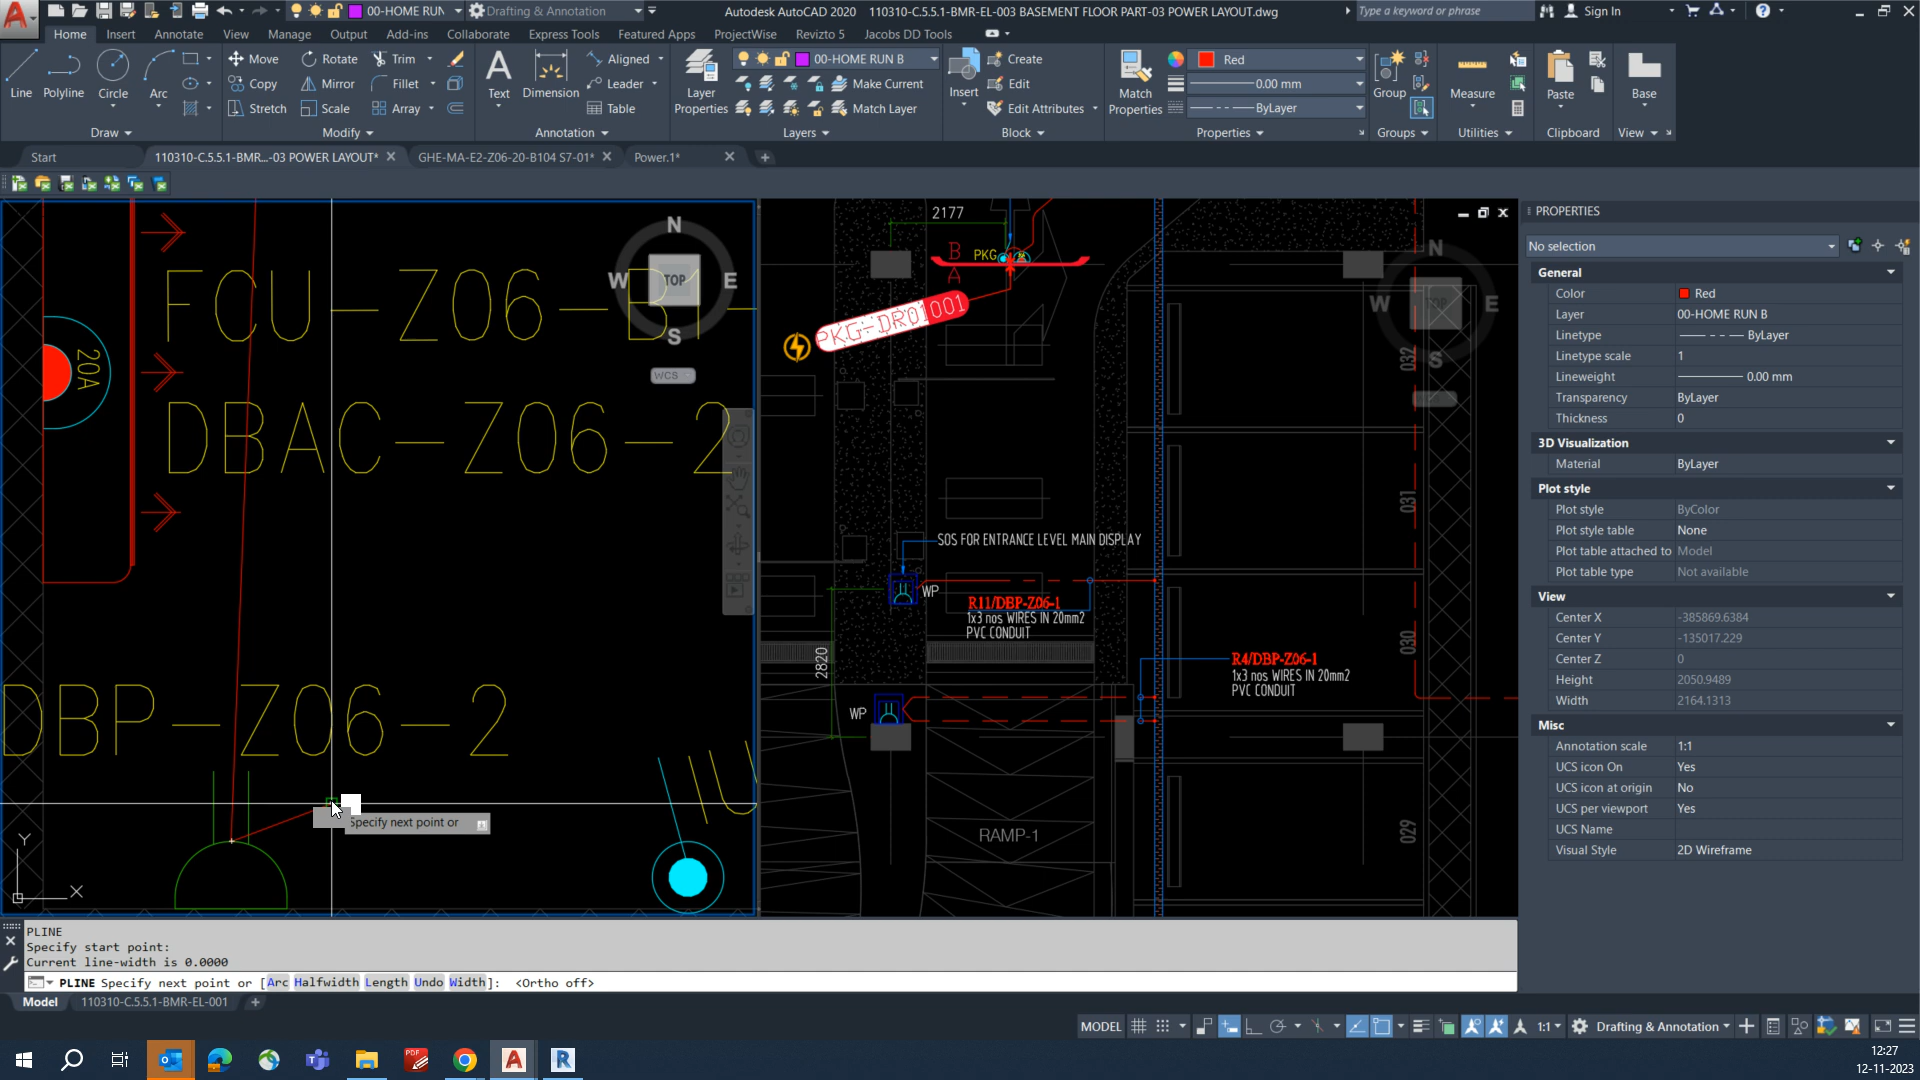 00-HOME RUN
Drafting & Annotation
Autodesk AutoCAD 2020 110310-C.5.5.1-BMR-EL-003 BASEMENT FLOOR PART-03 POWER LAYOUT.dwg
Type a keyword or phrase
Sign In
Home Insert Annotate View Manage Output Add-ins Collaborate Express Tools Featured Apps ProjectWise Revizto 5 Jacobs DD Tools
Line Polyline Circle Arc
Move Rotate Trim
Copy Mirror Fillet
Stretch Scale Array
Text Dimension
Aligned
Leader
Table
Layer Properties
00-HOME RUN B
Make Current
Match Layer
Insert
Create
Edit
Edit Attributes
Match Properties
Red
0.00 mm
ByLayer
Group
Measure
Paste
Base
Draw Modify Annotation Layers Block Properties Groups Utilities Clipboard View
Start
110310-C.5.5.1-BMR...-03 POWER LAYOUT*
GHE-MA-E2-Z06-20-B104 S7-01*
Power.1*
FCU-Z06-B1-
DBAC-Z06-2
DBP-Z06-2
20A
N
W TOP E
S
WCS
Specify next point or
Y
X
2177
B
PKG
A
PKG-DR01001
SOS FOR ENTRANCE LEVEL MAIN DISPLAY
WP
R11/DBP-Z06-1
1x3 nos WIRES IN 20mm2
PVC CONDUIT
2820
R4/DBP-Z06-1
1x3 nos WIRES IN 20mm2
PVC CONDUIT
WP
RAMP-1
032
031
030
029
N
W TOP E
S
PROPERTIES
No selection
General
Color Red
Layer 00-HOME RUN B
Linetype ByLayer
Linetype scale 1
Lineweight 0.00 mm
Transparency ByLayer
Thickness 0
3D Visualization
Material ByLayer
Plot style
Plot style ByColor
Plot style table None
Plot table attached to Model
Plot table type Not available
View
Center X -385869.6384
Center Y -135017.229
Center Z 0
Height 2050.9489
Width 2164.1313
Misc
Annotation scale 1:1
UCS icon On Yes
UCS icon at origin No
UCS per viewport Yes
UCS Name
Visual Style 2D Wireframe
PLINE
Specify start point:
Current line-width is 0.0000
PLINE Specify next point or [Arc Halfwidth Length Undo Width]: <Ortho off>
Model 110310-C.5.5.1-BMR-EL-001
MODEL 1:1 Drafting & Annotation
12:27
12-11-2023